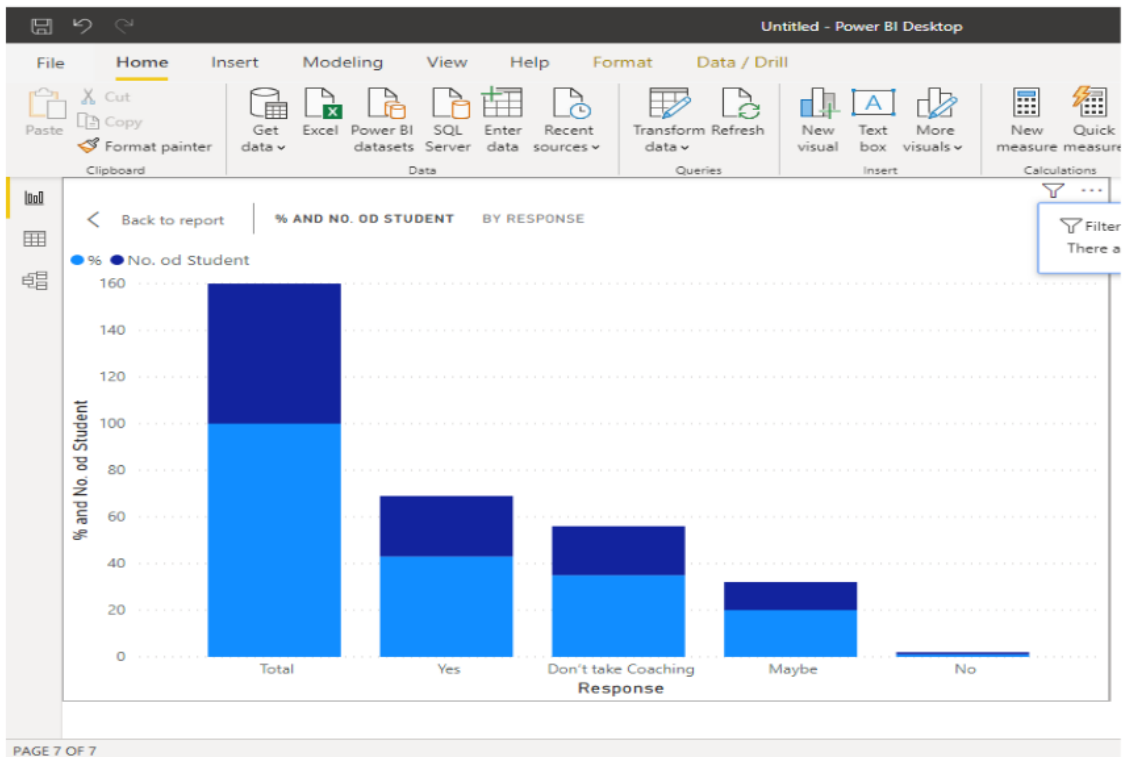 Untitled - Power BI Desktop
File Home Insert Modeling View Help Format Data / Drill
Paste
Cut
Copy
Format painter
Clipboard
Get data
Excel
Power BI datasets
SQL Server
Enter data
Recent sources
Data
Transform data
Refresh
Queries
New visual
Text box
More visuals
Insert
New measure
Quick measure
Calculations
Back to report
% AND NO. OD STUDENT BY RESPONSE
Filter
There a
% No. od Student
160
140
120
100
80
60
40
20
0
% and No. od Student
Total Yes Don't take Coaching Maybe No
Response
PAGE 7 OF 7